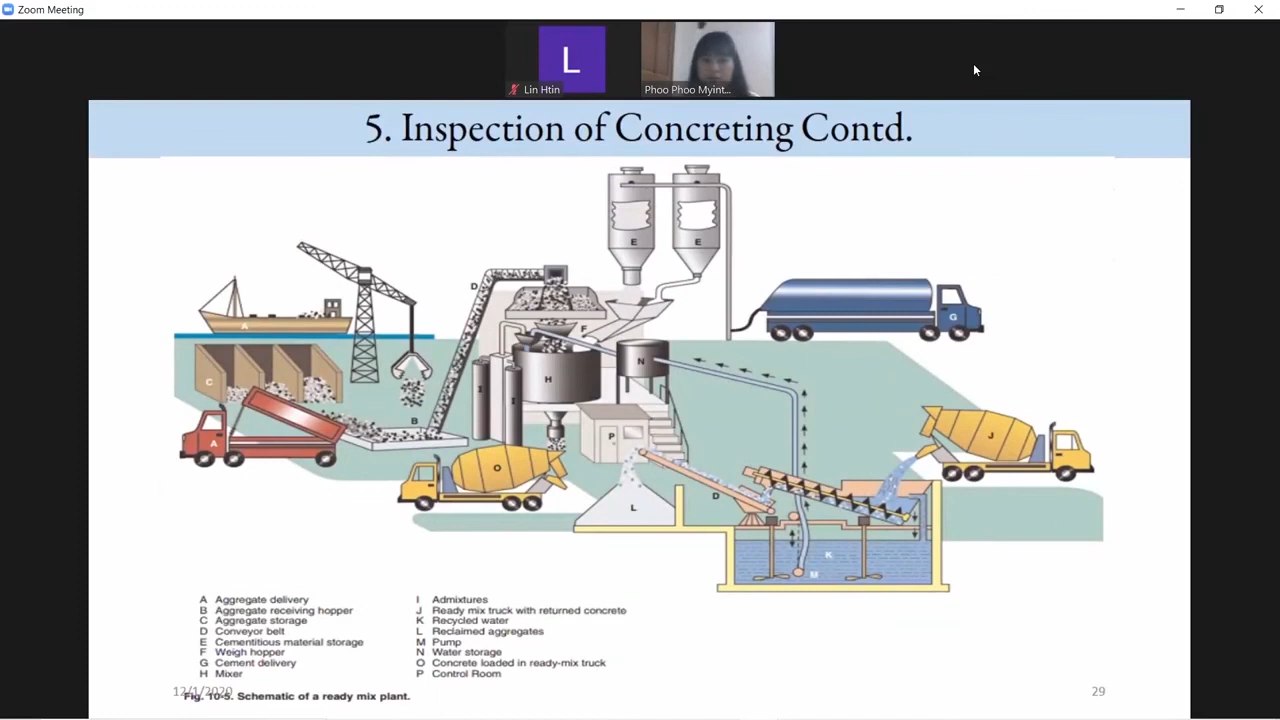 Zoom Meeting
L
Lin Htin
Phoo Phoo Myint...
5. Inspection of Concreting Contd.
E
E
D
A
F
G
N
C
H
I
I
B
A
P
J
O
D
L
K
M
A Aggregate delivery
B Aggregate receiving hopper
C Aggregate storage
D Conveyor belt
E Cementitious material storage
F Weigh hopper
G Cement delivery
H Mixer
I Admixtures
J Ready mix truck with returned concrete
K Recycled water
L Reclaimed aggregates
M Pump
N Water storage
O Concrete loaded in ready-mix truck
P Control Room
12/1/2020
Fig. 10-5. Schematic of a ready mix plant.
29